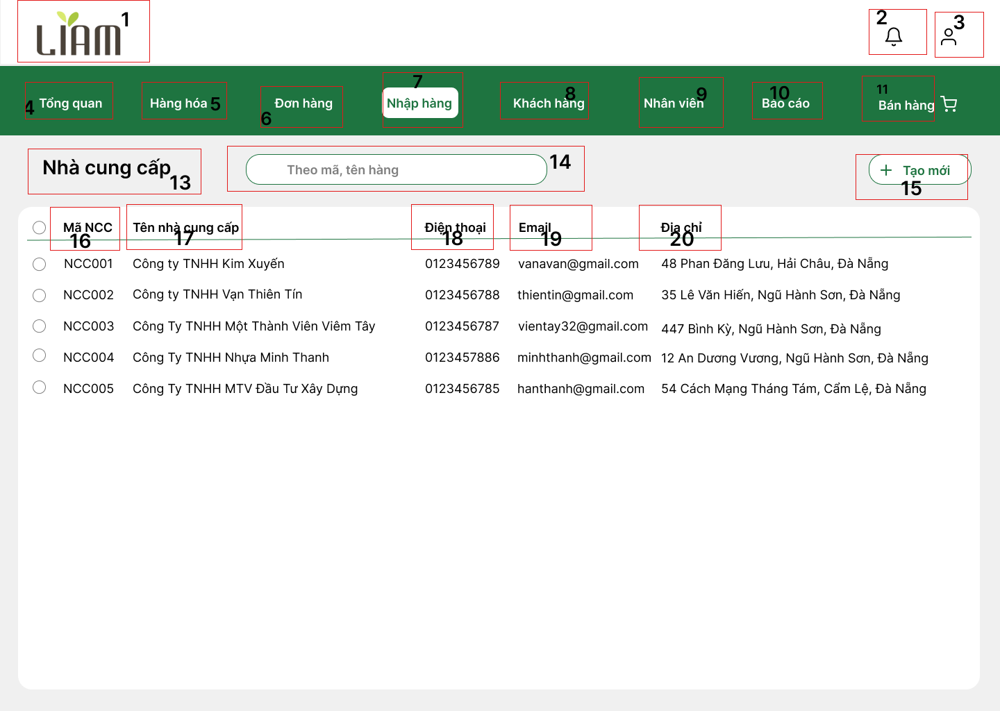 LIAM 1
2
3
4 Tổng quan
Hàng hóa 5
6 Đơn hàng
7
Nhập hàng
8
Khách hàng
9
Nhân viên
10
Báo cáo
11
Bán hàng
Nhà cung cấp 13
Theo mã, tên hàng 14
+ Tạo mới
15
Mã NCC Tên nhà cung cấp Điện thoại Email Địa chỉ
16 17 18 19 20
NCC001 Công ty TNHH Kim Xuyến 0123456789 vanavan@gmail.com 48 Phan Đăng Lưu, Hải Châu, Đà Nẵng
NCC002 Công ty TNHH Vạn Thiên Tín 0123456788 thientin@gmail.com 35 Lê Văn Hiến, Ngũ Hành Sơn, Đà Nẵng
NCC003 Công Ty TNHH Một Thành Viên Viêm Tây 0123456787 vientay32@gmail.com 447 Bình Kỳ, Ngũ Hành Sơn, Đà Nẵng
NCC004 Công Ty TNHH Nhựa Minh Thanh 0123457886 minhthanh@gmail.com 12 An Dương Vương, Ngũ Hành Sơn, Đà Nẵng
NCC005 Công Ty TNHH MTV Đầu Tư Xây Dựng 0123456785 hanthanh@gmail.com 54 Cách Mạng Tháng Tám, Cẩm Lệ, Đà Nẵng